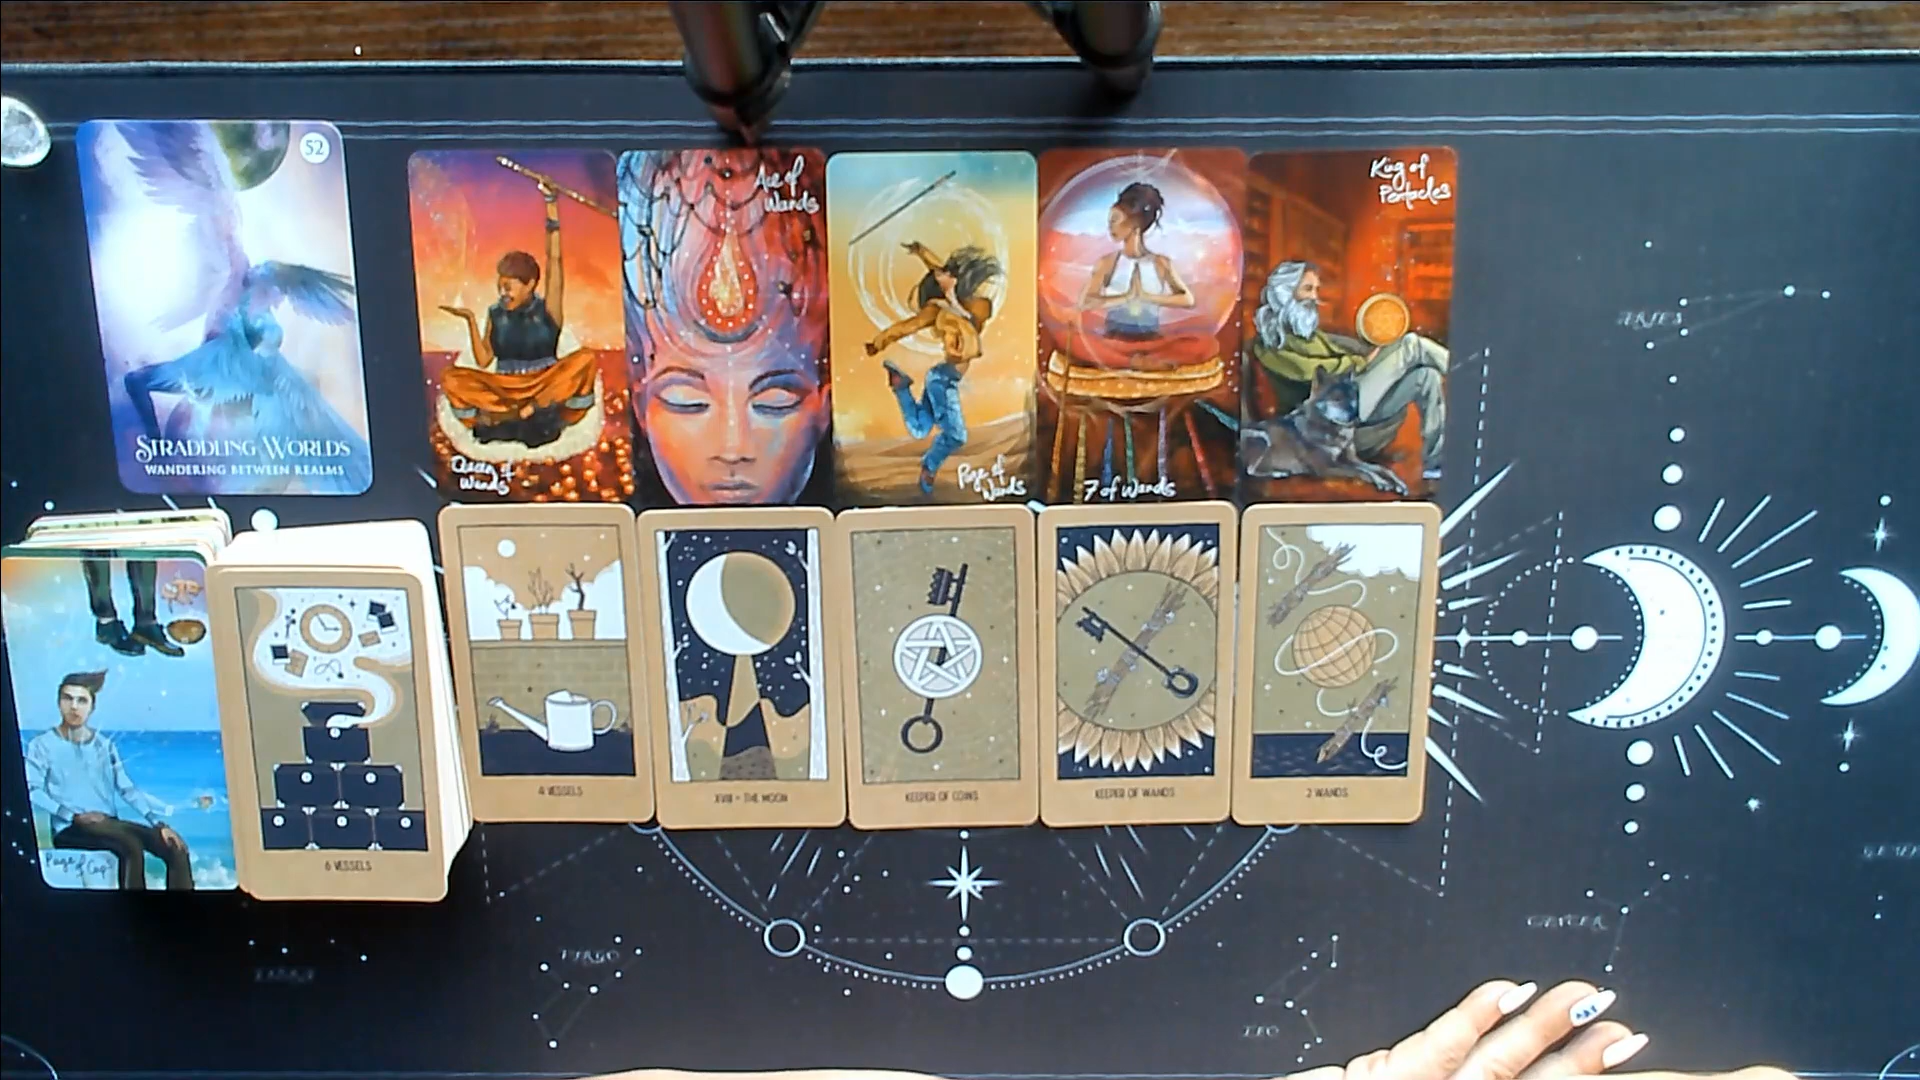 52
STRADDLING WORLDS
WANDERING BETWEEN REALMS
Queen of
Wands
Ace of
Wands
Page of
Wands
7 of Wands
King of
Pentacles
Page of Cups
6 VESSELS
4 VESSELS
XVIII - THE MOON
KEEPER OF COINS
KEEPER OF WANDS
2 WANDS
ARIES
CANCER
VIRGO
LEO